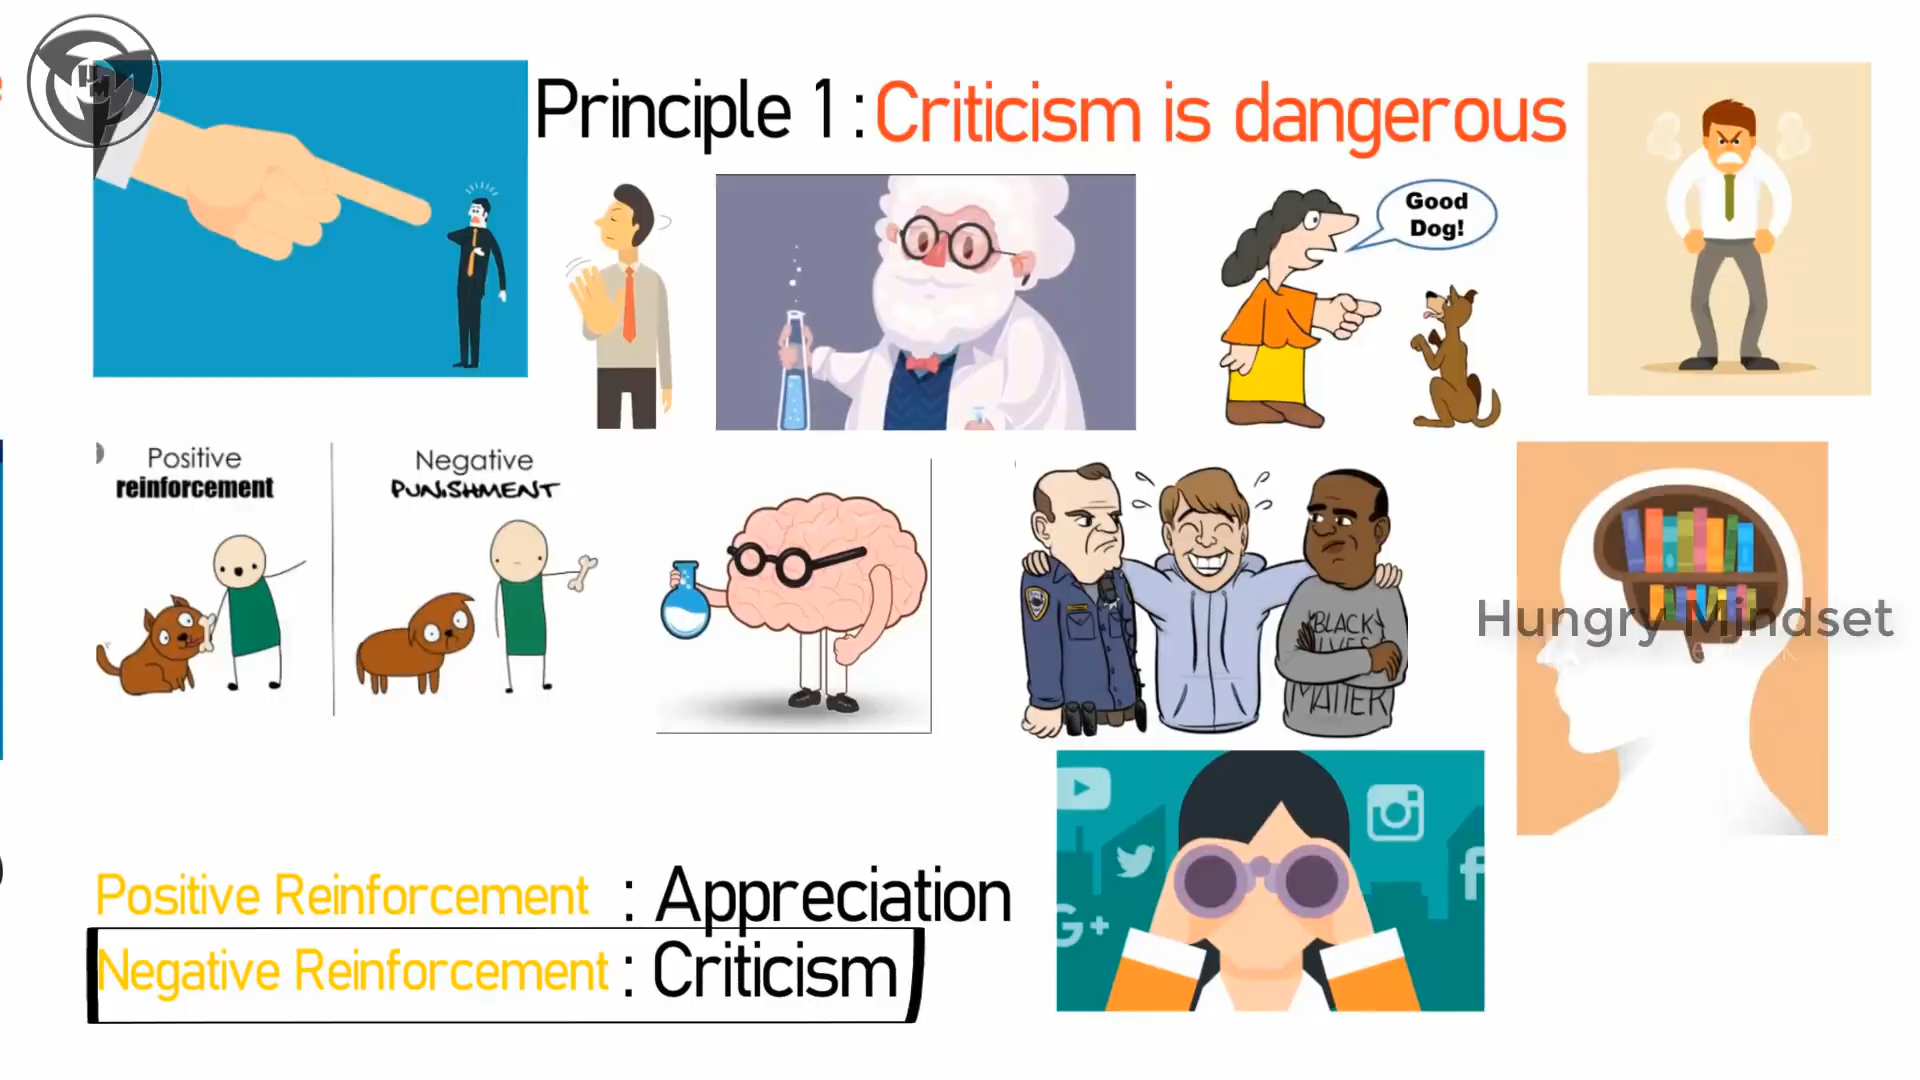 Principle 1 : Criticism is dangerous
Good
Dog!
Positive
reinforcement
Negative
PUNISHMENT
BLACK
LIVES
MATTER
Hungry Mindset
G+
Positive Reinforcement : Appreciation
Negative Reinforcement : Criticism